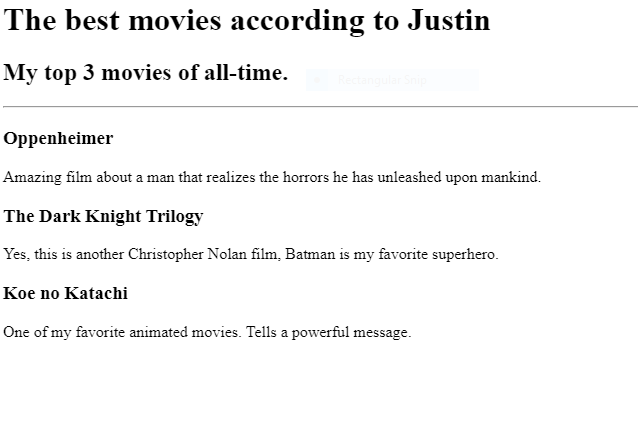 The best movies according to Justin
My top 3 movies of all-time.
Rectangular Snip
Oppenheimer
Amazing film about a man that realizes the horrors he has unleashed upon mankind.
The Dark Knight Trilogy
Yes, this is another Christopher Nolan film, Batman is my favorite superhero.
Koe no Katachi
One of my favorite animated movies. Tells a powerful message.